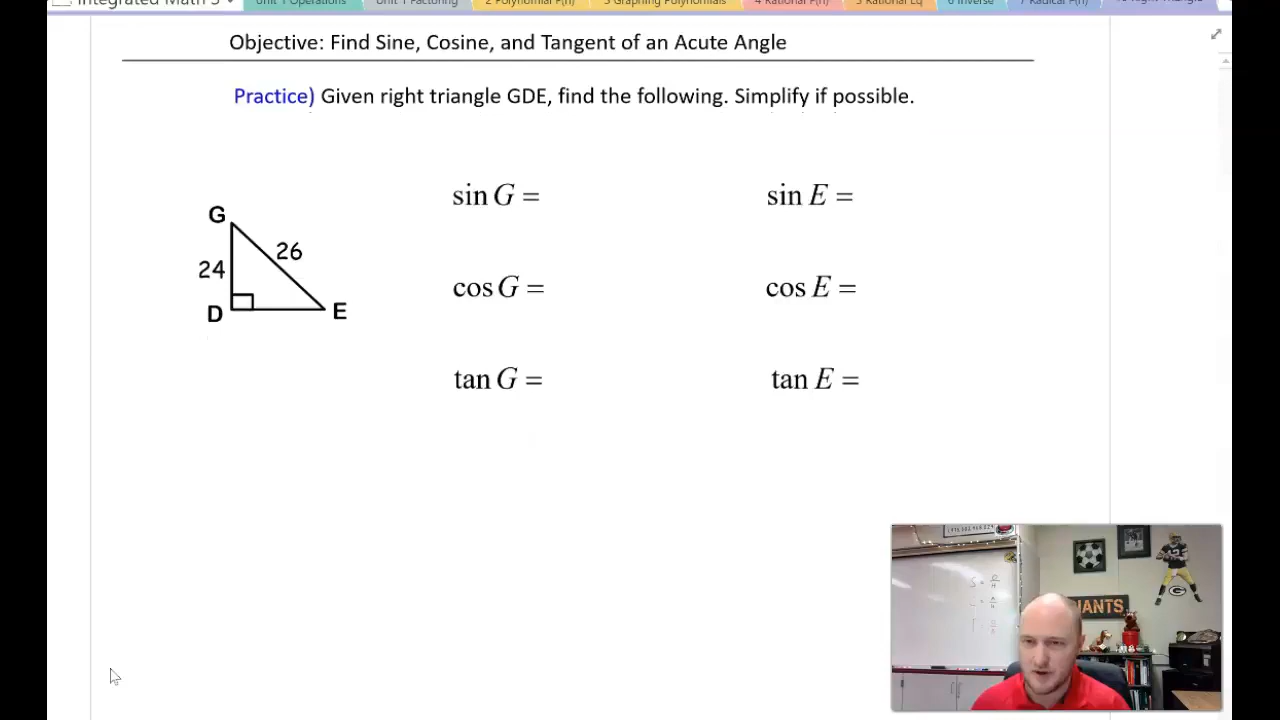 Objective: Find Sine, Cosine, and Tangent of an Acute Angle
Practice) Given right triangle GDE, find the following. Simplify if possible.
sin G =
sin E =
G
26
24
cos G =
cos E =
D
E
tan G =
tan E =
IANTS
G